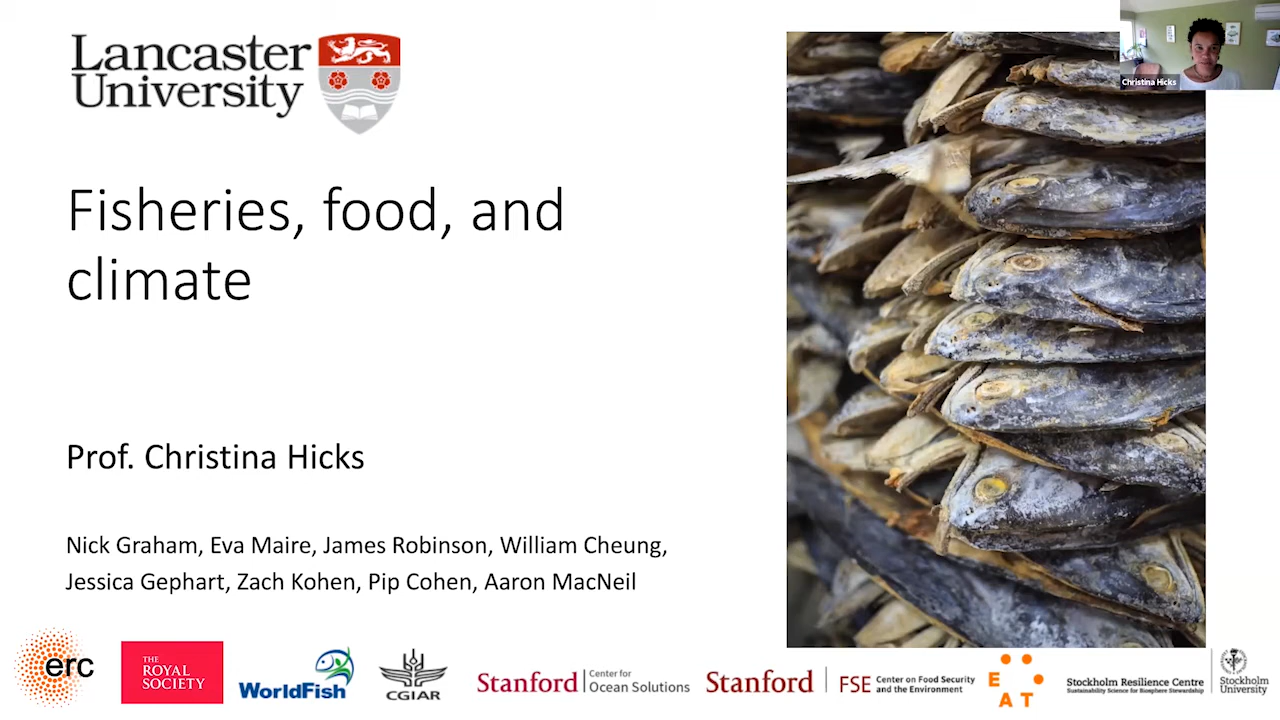 Lancaster
University
Christina Hicks
Fisheries, food, and
climate
Prof. Christina Hicks
Nick Graham, Eva Maire, James Robinson, William Cheung,
Jessica Gephart, Zach Kohen, Pip Cohen, Aaron MacNeil
erc
THE
ROYAL
SOCIETY
WorldFish
CGIAR
Stanford
Center for
Ocean Solutions
Stanford
FSE
Center on Food Security
and the Environment
E
A T
Stockholm Resilience Centre
Sustainability Science for Biosphere Stewardship
Stockholm
University